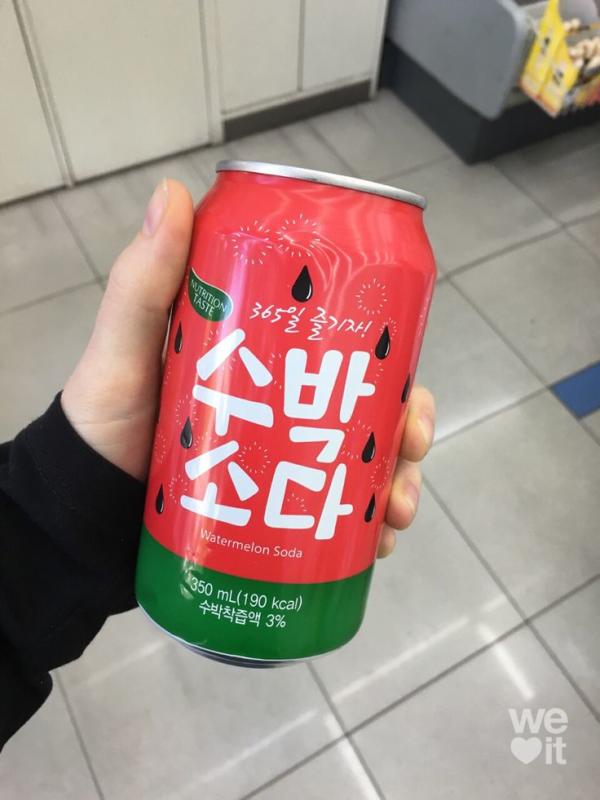 NUTRITION
TASTE
365일 즐기자!
수박
소다
Watermelon Soda
350 mL(190 kcal)
수박착즙액 3%
we
it